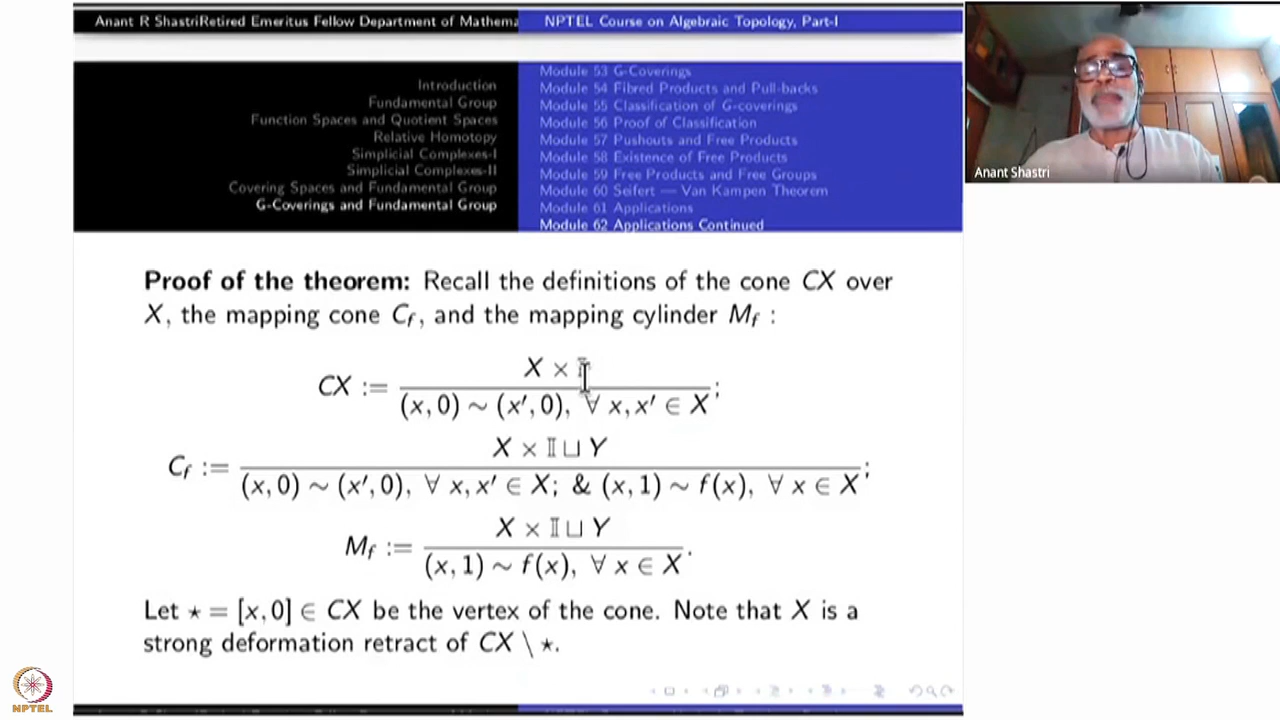 Anant R ShastriRetired Emeritus Fellow Department of Mathema
NPTEL Course on Algebraic Topology, Part-I
Introduction
Fundamental Group
Function Spaces and Quotient Spaces
Relative Homotopy
Simplicial Complexes-I
Simplicial Complexes-II
Covering Spaces and Fundamental Group
G-Coverings and Fundamental Group
Module 53 G-Coverings
Module 54 Fibred Products and Pull-backs
Module 55 Classification of G-coverings
Module 56 Proof of Classification
Module 57 Pushouts and Free Products
Module 58 Existence of Free Products
Module 59 Free Products and Free Groups
Module 60 Seifert — Van Kampen Theorem
Module 61 Applications
Module 62 Applications Continued
Anant Shastri
Proof of the theorem: Recall the definitions of the cone CX over
X, the mapping cone C_f, and the mapping cylinder M_f :
X ×
CX := (x, 0) ∼ (x′, 0), ∀ x, x′ ∈ X ;
X × 𝕀 ⊔ Y
C_f := (x, 0) ∼ (x′, 0), ∀ x, x′ ∈ X; & (x, 1) ∼ f(x), ∀ x ∈ X ;
X × 𝕀 ⊔ Y
M_f := (x, 1) ∼ f(x), ∀ x ∈ X .
Let ⋆ = [x, 0] ∈ CX be the vertex of the cone. Note that X is a
strong deformation retract of CX \ ⋆.
NPTEL